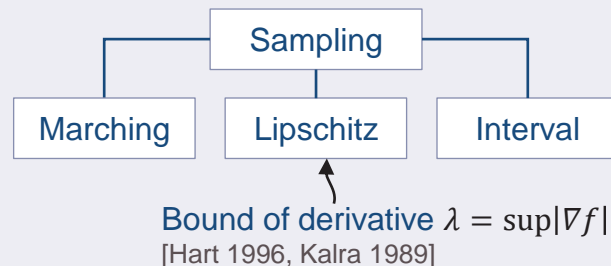 Sampling
Marching
Lipschitz
Interval
Bound of derivative λ = sup|∇f|
[Hart 1996, Kalra 1989]